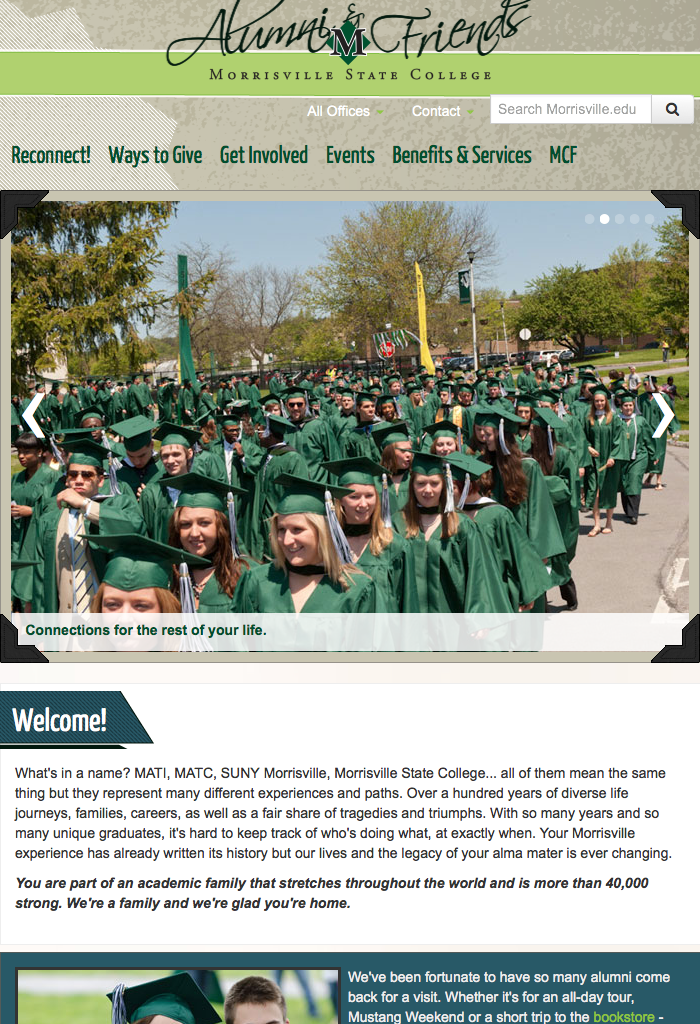 Alumni & Friends
M
MORRISVILLE STATE COLLEGE
All Offices Contact Search Morrisville.edu
Reconnect! Ways to Give Get Involved Events Benefits & Services MCF
Connections for the rest of your life.
Welcome!
What's in a name? MATI, MATC, SUNY Morrisville, Morrisville State College... all of them mean the same
thing but they represent many different experiences and paths. Over a hundred years of diverse life
journeys, families, careers, as well as a fair share of tragedies and triumphs. With so many years and so
many unique graduates, it's hard to keep track of who's doing what, at exactly when. Your Morrisville
experience has already written its history but our lives and the legacy of your alma mater is ever changing.
You are part of an academic family that stretches throughout the world and is more than 40,000
strong. We're a family and we're glad you're home.
We've been fortunate to have so many alumni come
back for a visit. Whether it's for an all-day tour,
Mustang Weekend or a short trip to the bookstore -